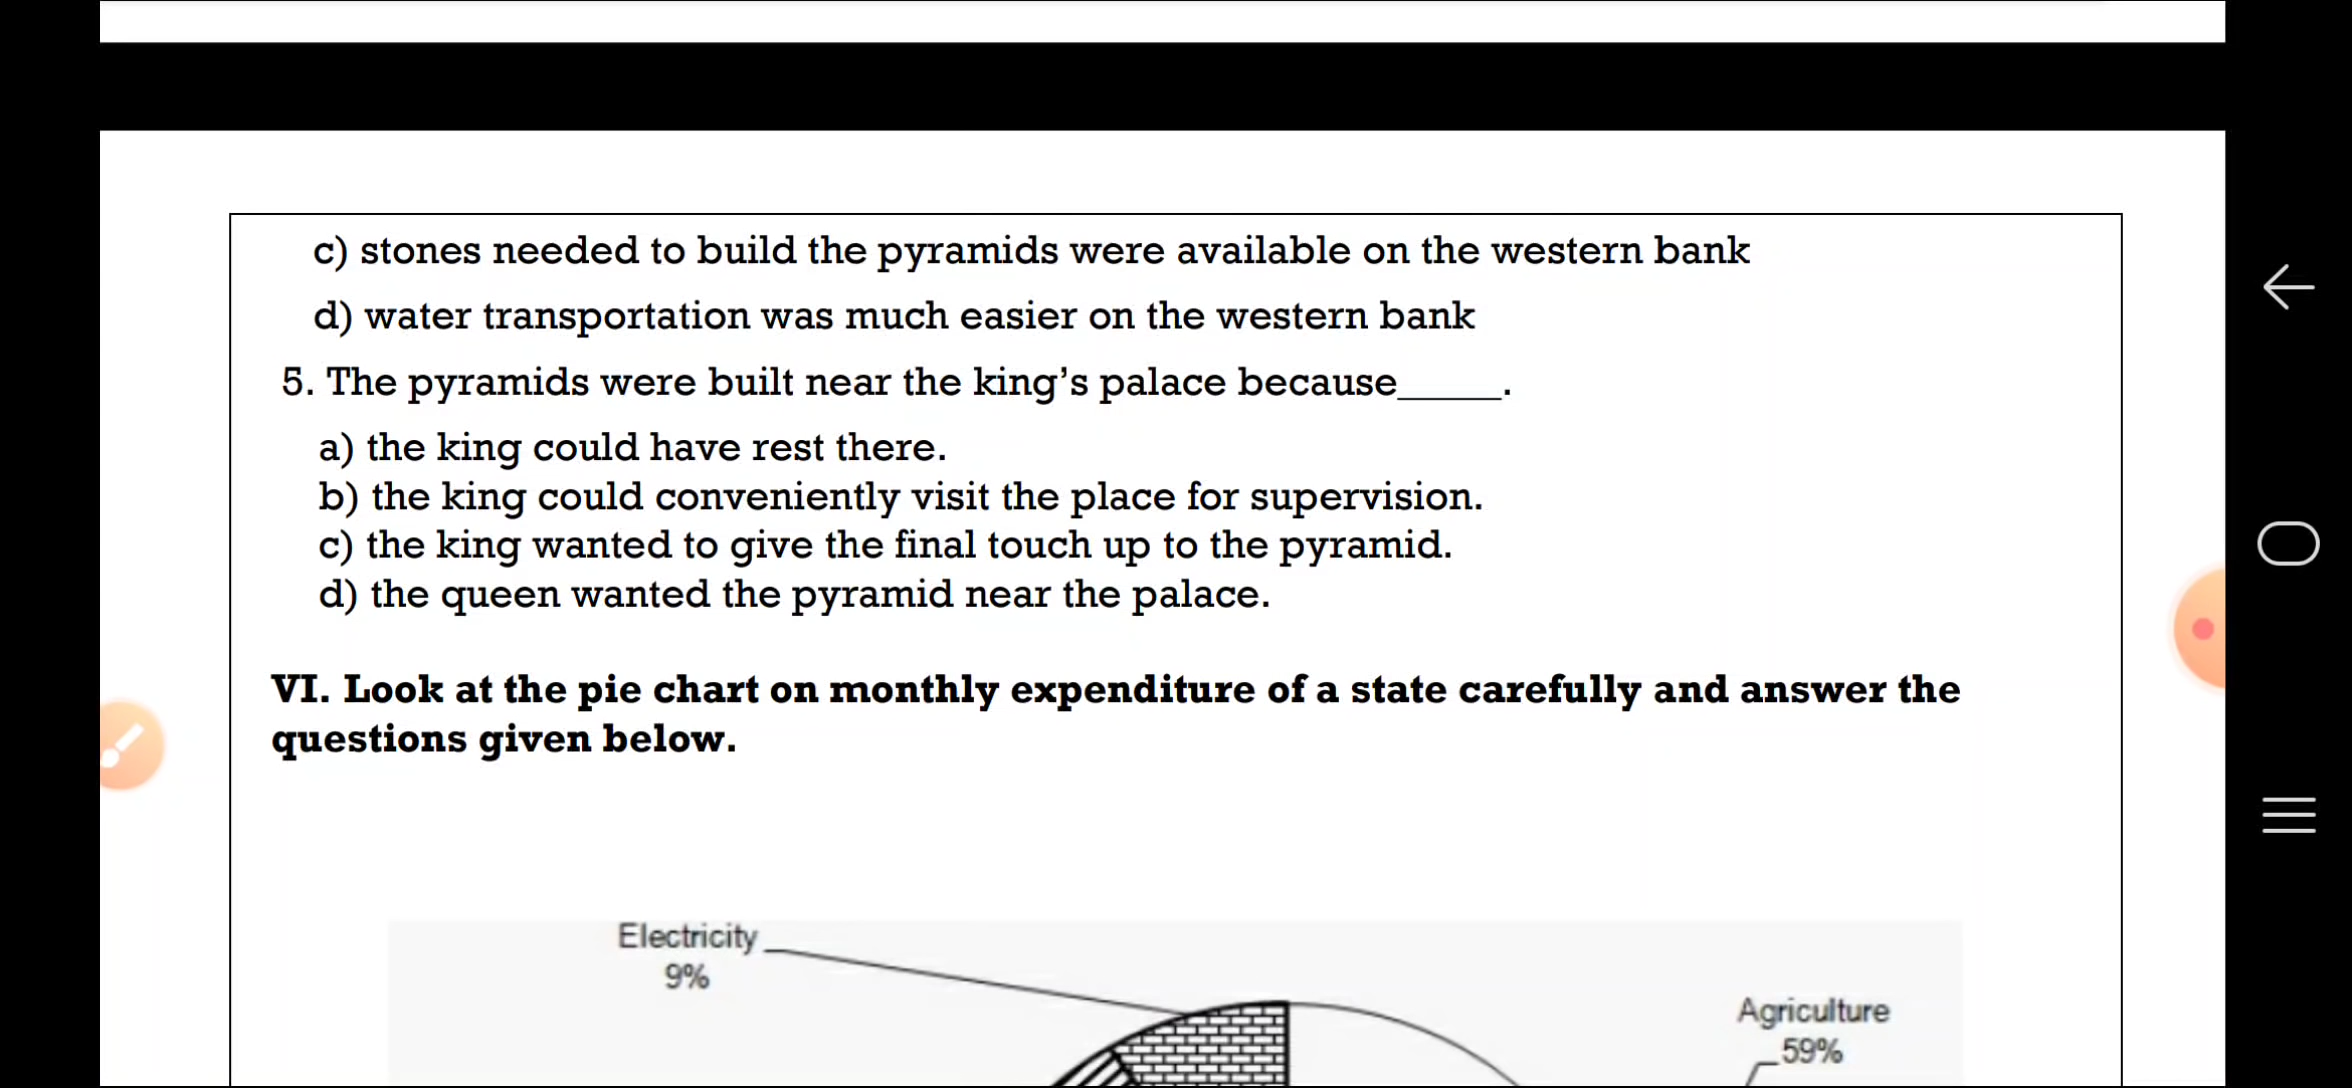 c) stones needed to build the pyramids were available on the western bank
d) water transportation was much easier on the western bank
5. The pyramids were built near the king’s palace because_____.
a) the king could have rest there.
b) the king could conveniently visit the place for supervision.
c) the king wanted to give the final touch up to the pyramid.
d) the queen wanted the pyramid near the palace.
VI. Look at the pie chart on monthly expenditure of a state carefully and answer the
questions given below.
Electricity
9%
Agriculture
59%